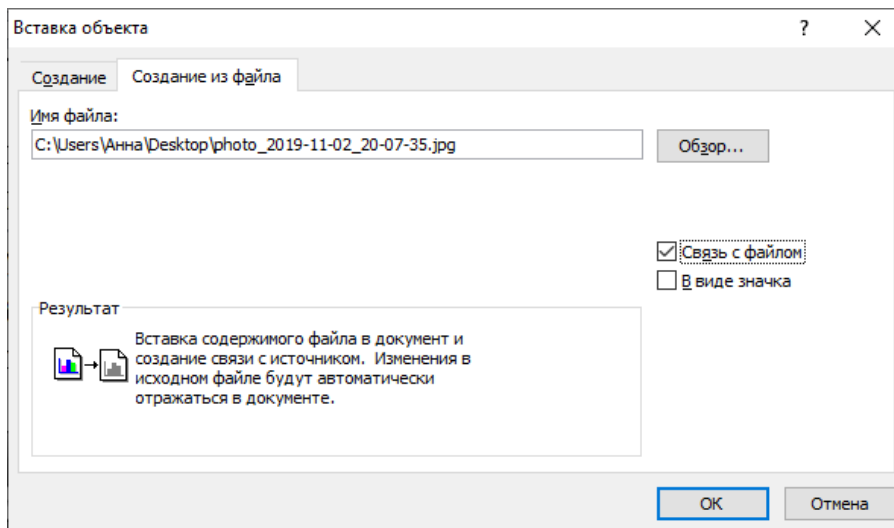 Вставка объекта
?
Создание
Создание из файла
Имя файла:
C:\Users\Анна\Desktop\photo_2019-11-02_20-07-35.jpg
Обзор...
Связь с файлом
В виде значка
Результат
Вставка содержимого файла в документ и
создание связи с источником. Изменения в
исходном файле будут автоматически
отражаться в документе.
ОК
Отмена